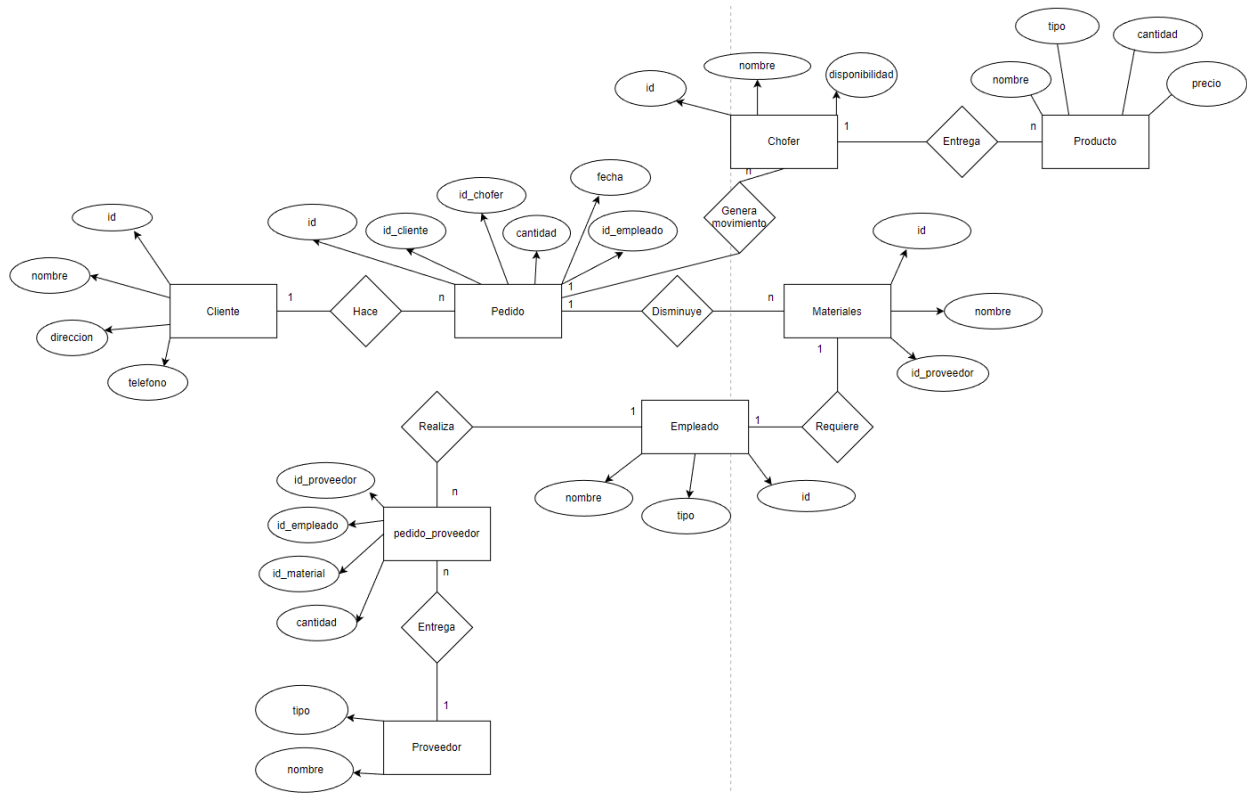 tipo
cantidad
nombre
disponibilidad
nombre
precio
id
Chofer
1
Entrega
n
Producto
n
fecha
id_chofer
Genera
movimiento
id
id
id_cliente
cantidad
id_empleado
id
nombre
1
1
n
1
n
Cliente
Hace
Pedido
Disminuye
Materiales
nombre
direccion
1
id_proveedor
telefono
1
1
Realiza
Empleado
Requiere
id_proveedor
n
nombre
id
tipo
id_empleado
pedido_proveedor
id_material
n
cantidad
Entrega
1
tipo
Proveedor
nombre